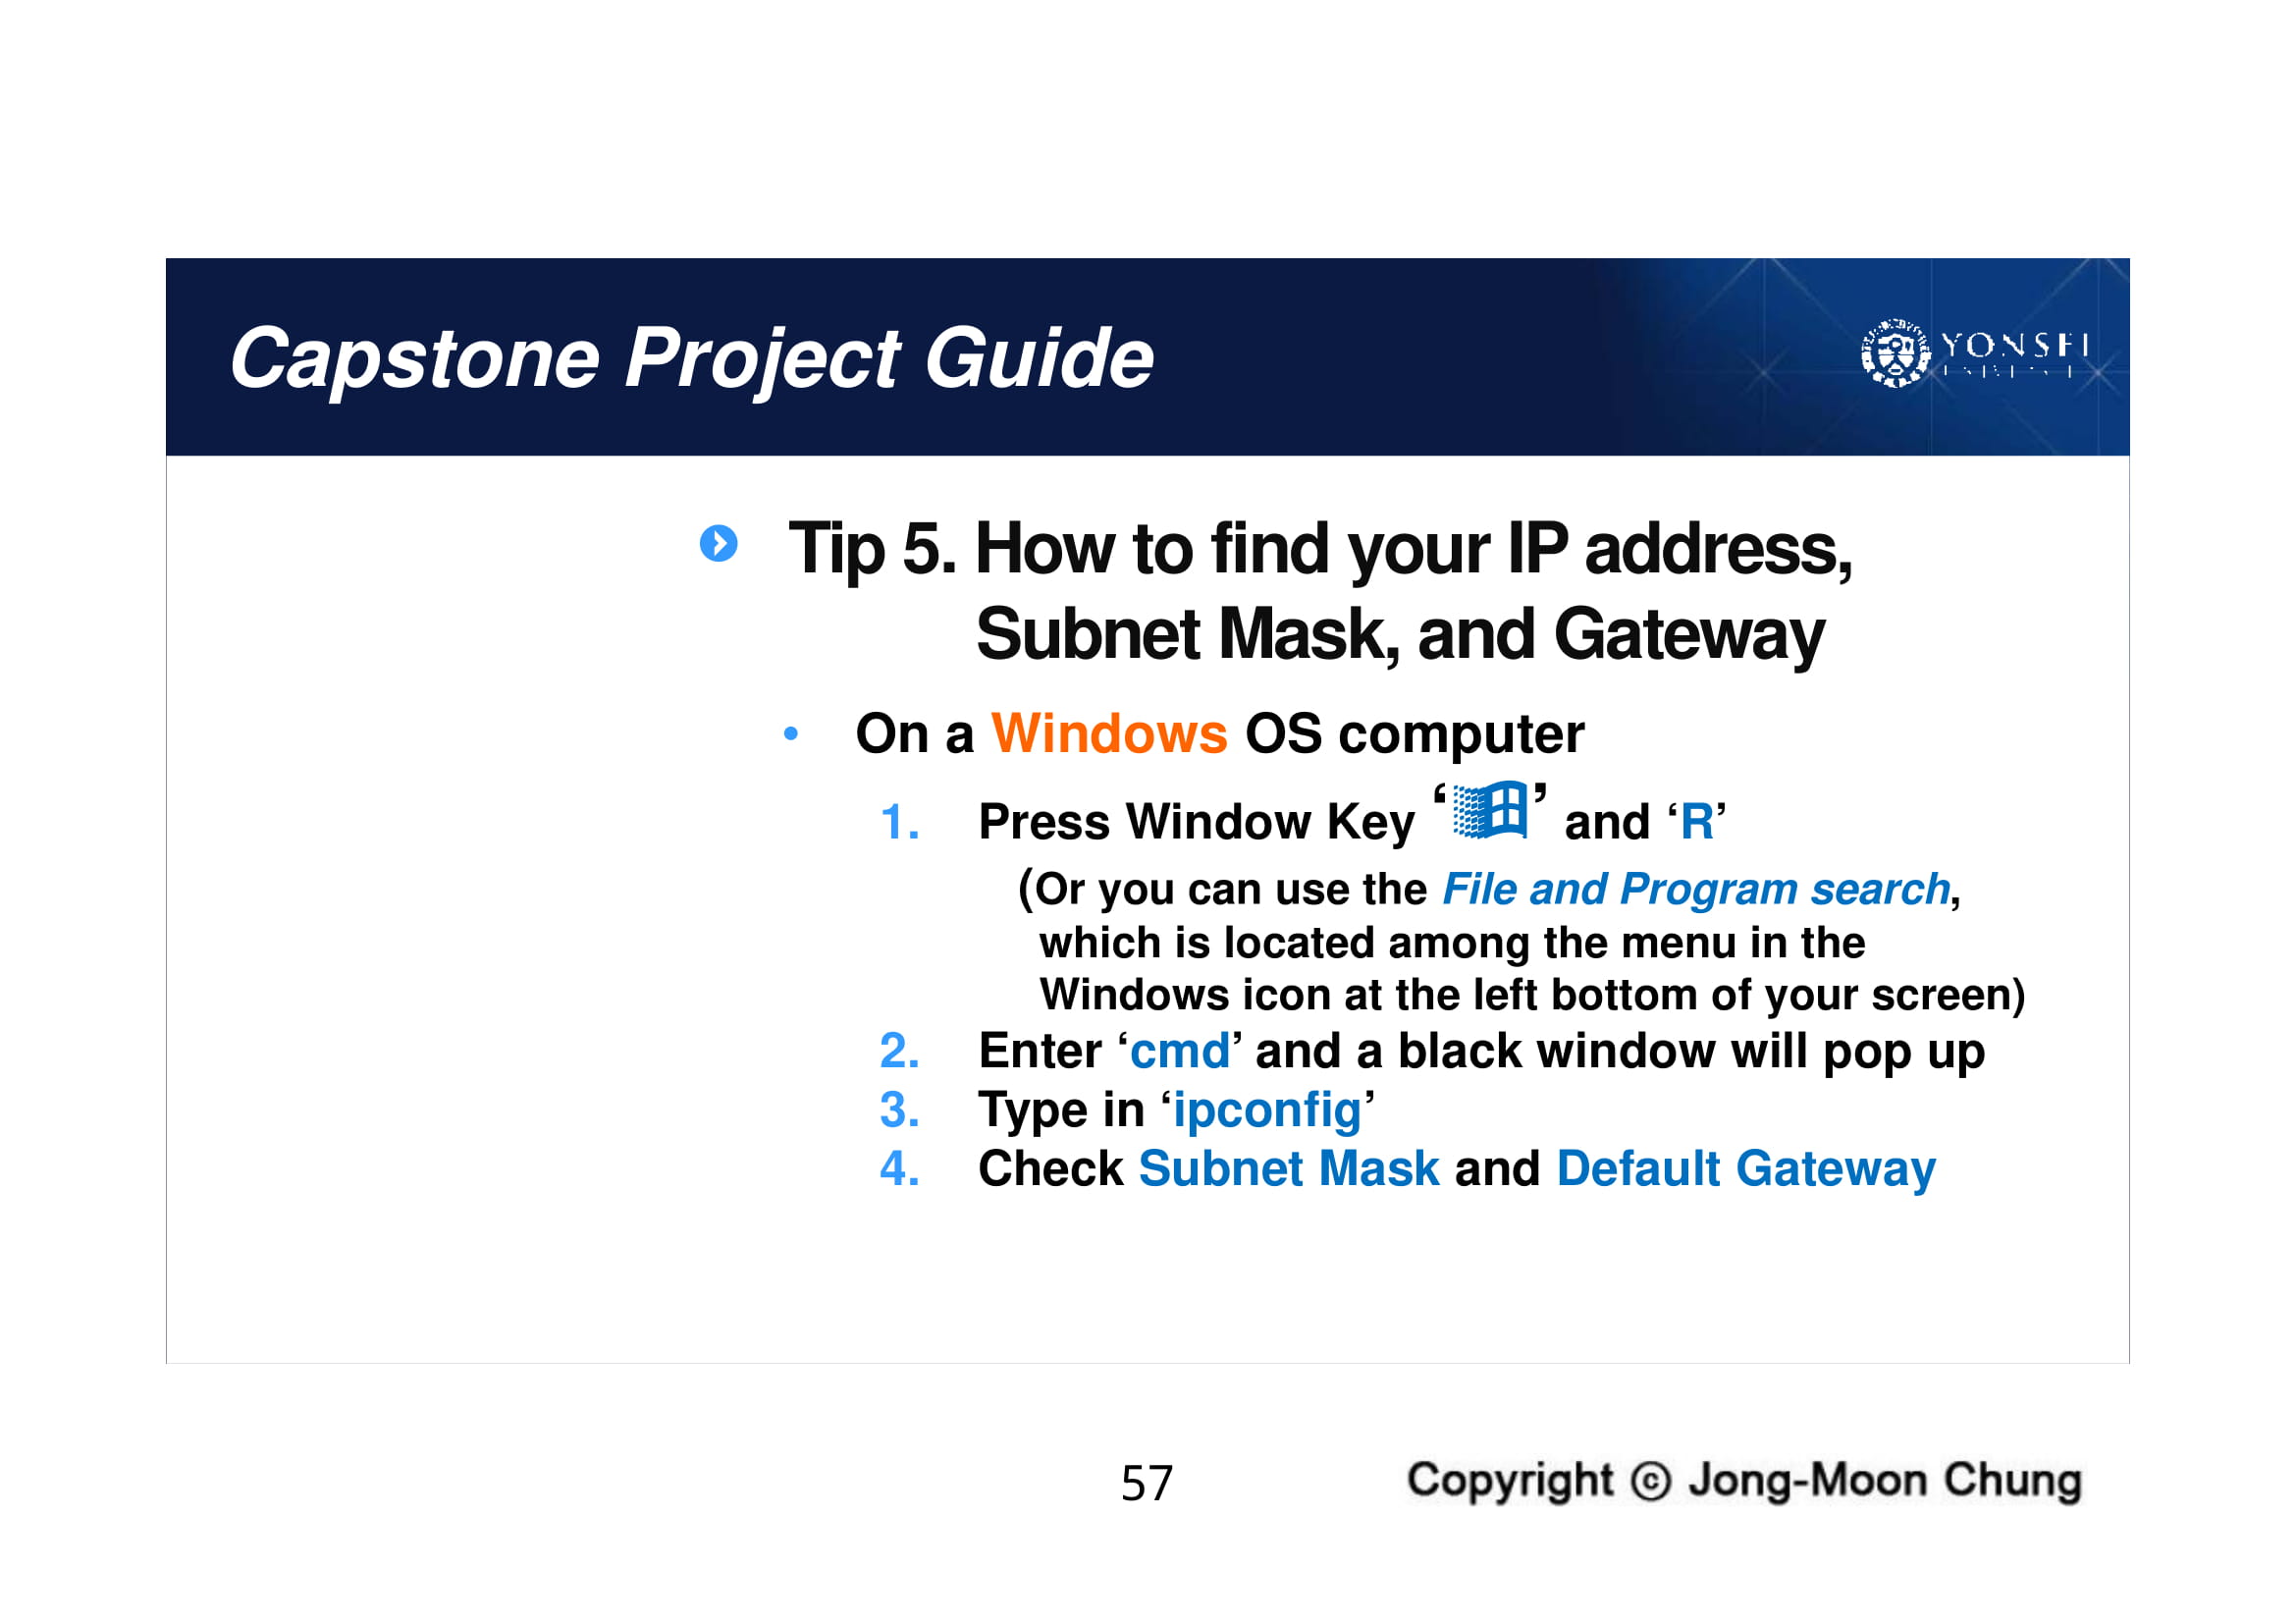 Capstone Project Guide
YONSEI
Tip 5. How to find your IP address,
Subnet Mask, and Gateway
• On a Windows OS computer
1. Press Window Key ‘ ’ and ‘R’
(Or you can use the File and Program search,
which is located among the menu in the
Windows icon at the left bottom of your screen)
2. Enter ‘cmd’ and a black window will pop up
3. Type in ‘ipconfig’
4. Check Subnet Mask and Default Gateway
57
Copyright ⓒ Jong-Moon Chung